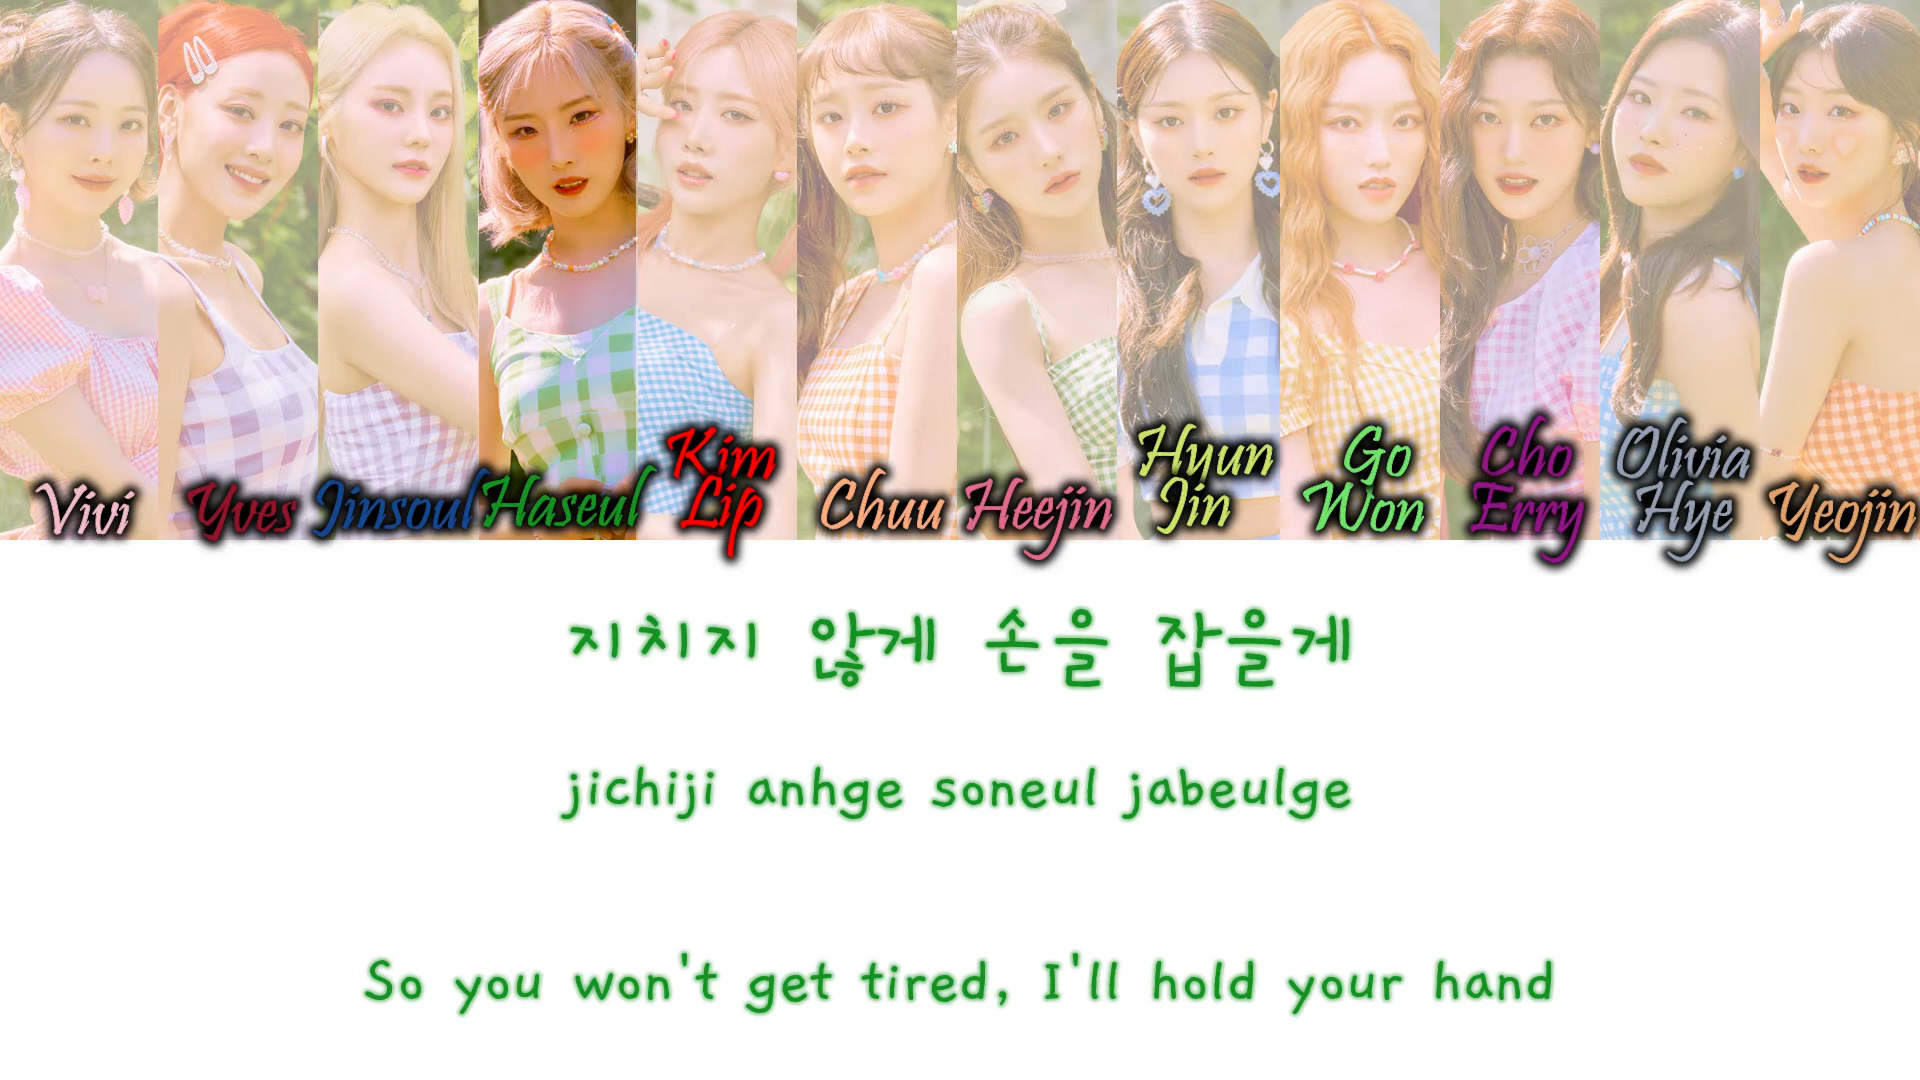 Vivi
Yves
Jinsoul
Haseul
Kim
Lip
Chuu
Heejin
Hyun
Jin
Go
Won
Cho
Erry
Olivia
Hye
Yeojin
지치지 않게 손을 잡을게
jichiji anhge soneul jabeulge
So you won't get tired, I'll hold your hand